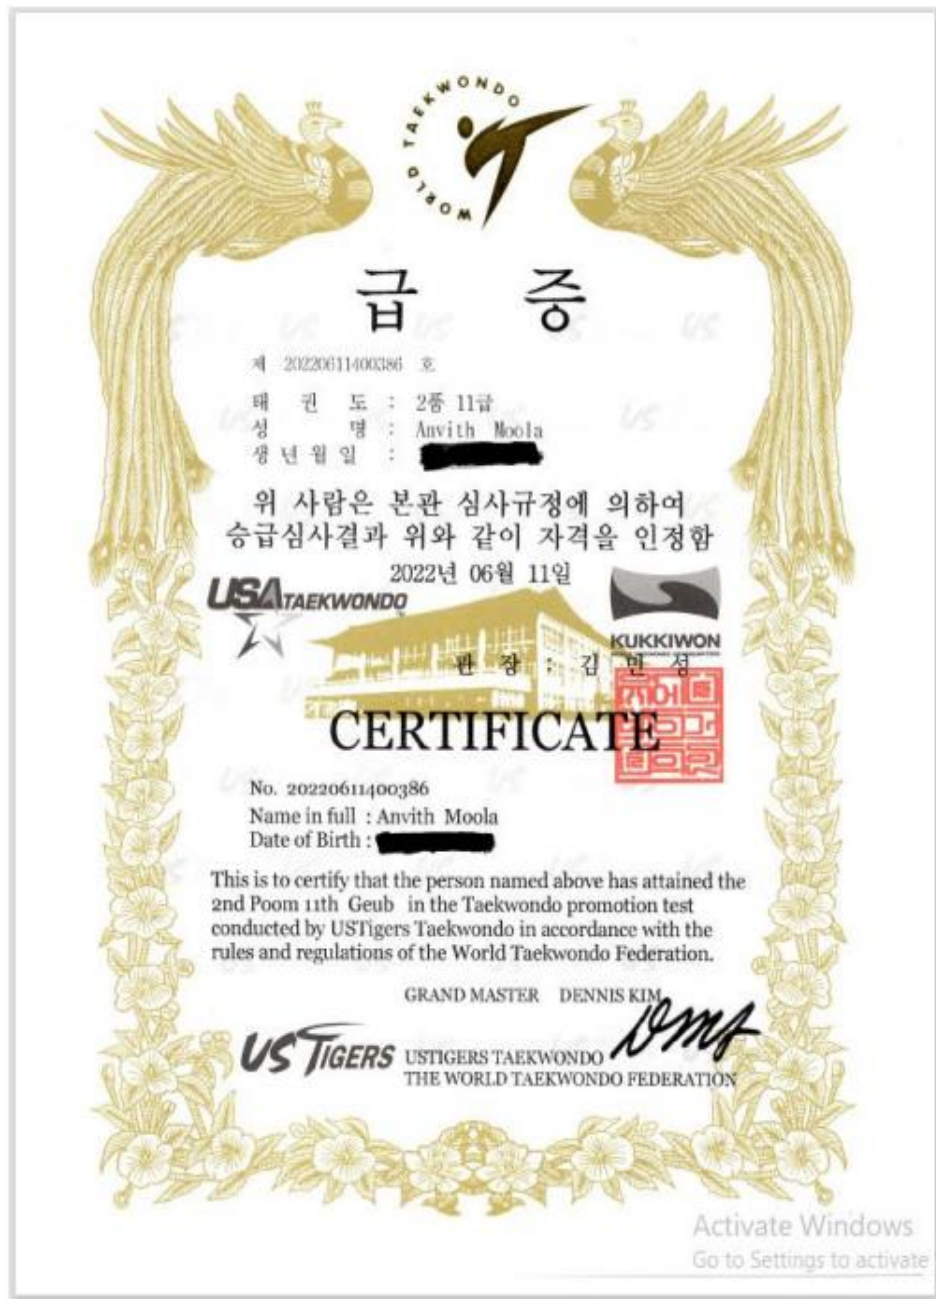 WORLD TAEKWONDO
급 증
제 20220611400386 호
태 권 도 : 2품 11급
성 명 : Anvith Moola
생 년 월 일 :
위 사람은 본관 심사규정에 의하여
승급심사결과 위와 같이 자격을 인정함
2022년 06월 11일
USA TAEKWONDO
KUKKIWON
관 장 : 김 민 성
CERTIFICATE
No. 20220611400386
Name in full : Anvith Moola
Date of Birth :
This is to certify that the person named above has attained the
2nd Poom 11th Geub in the Taekwondo promotion test
conducted by USTigers Taekwondo in accordance with the
rules and regulations of the World Taekwondo Federation.
GRAND MASTER DENNIS KIM
US TIGERS
USTIGERS TAEKWONDO
THE WORLD TAEKWONDO FEDERATION
Activate Windows
Go to Settings to activate